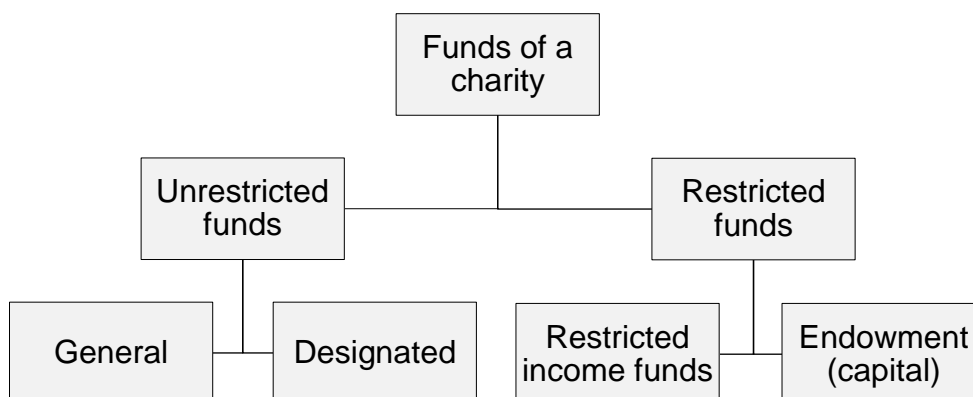 Funds of a
charity
Unrestricted
funds
Restricted
funds
General
Designated
Restricted
income funds
Endowment
(capital)